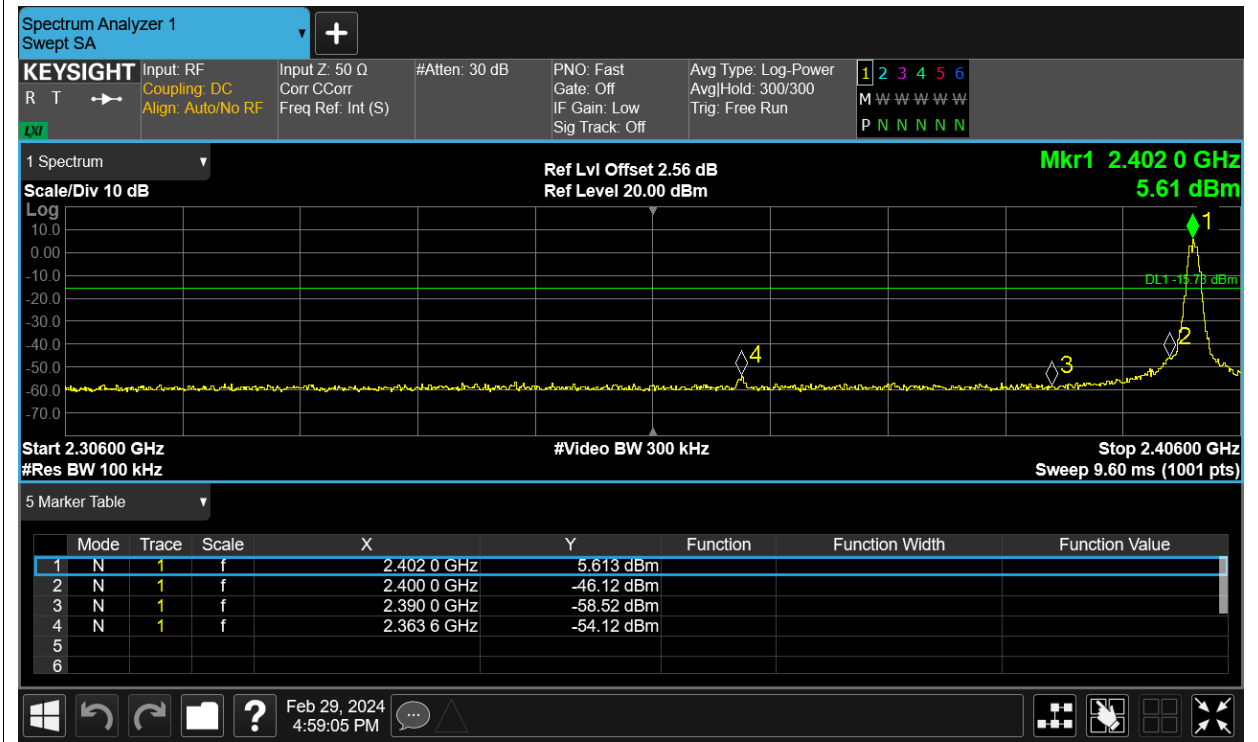 Spectrum Analyzer 1
Swept SA
+
KEYSIGHT Input: RF Input Z: 50 Ω #Atten: 30 dB PNO: Fast Avg Type: Log-Power 1 2 3 4 5 6
R T Coupling: DC Corr CCorr Gate: Off Avg|Hold: 300/300 M W W W W W
Align: Auto/No RF Freq Ref: Int (S) IF Gain: Low Trig: Free Run
LXI Sig Track: Off P N N N N N
1 Spectrum Ref Lvl Offset 2.56 dB Mkr1 2.402 0 GHz
Scale/Div 10 dB Ref Level 20.00 dBm 5.61 dBm
Log
1
10.0
0.00
-10.0
DL1 -15.73 dBm
-20.0
-30.0
-40.0
2
4
3
-50.0
-60.0
-70.0
Start 2.30600 GHz #Video BW 300 kHz Stop 2.40600 GHz
#Res BW 100 kHz Sweep 9.60 ms (1001 pts)
5 Marker Table
Mode Trace Scale X Y Function Function Width Function Value
1 N 1 f 2.402 0 GHz 5.613 dBm
2 N 1 f 2.400 0 GHz -46.12 dBm
3 N 1 f 2.390 0 GHz -58.52 dBm
4 N 1 f 2.363 6 GHz -54.12 dBm
5
6
? Feb 29, 2024
4:59:05 PM